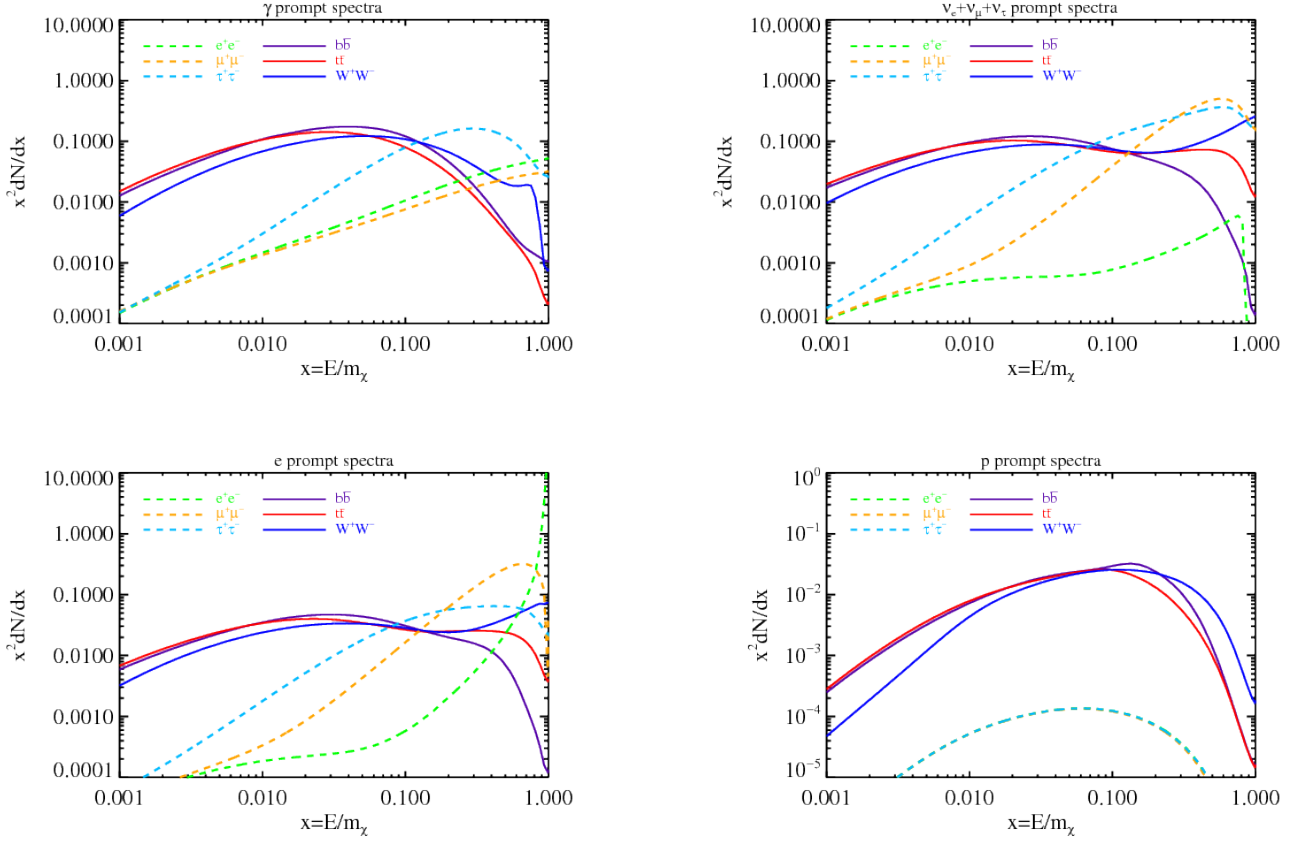 γ prompt spectra
10.0000
1.0000
0.1000
0.0100
0.0010
0.0001
x²dN/dx
e⁺e⁻
μ⁺μ⁻
τ⁺τ⁻
bb̅
tt̅
W⁺W⁻
0.001
0.010
0.100
1.000
x=E/mᵪ
νₑ+ν_μ+ν_τ prompt spectra
10.0000
1.0000
0.1000
0.0100
0.0010
0.0001
x²dN/dx
e⁺e⁻
μ⁺μ⁻
τ⁺τ⁻
bb̅
tt̅
W⁺W⁻
0.001
0.010
0.100
1.000
x=E/mᵪ
e prompt spectra
10.0000
1.0000
0.1000
0.0100
0.0010
0.0001
x²dN/dx
e⁺e⁻
μ⁺μ⁻
τ⁺τ⁻
bb̅
tt̅
W⁺W⁻
0.001
0.010
0.100
1.000
x=E/mᵪ
p prompt spectra
10⁰
10⁻¹
10⁻²
10⁻³
10⁻⁴
10⁻⁵
x²dN/dx
e⁺e⁻
μ⁺μ⁻
τ⁺τ⁻
bb̅
tt̅
W⁺W⁻
0.001
0.010
0.100
1.000
x=E/mᵪ